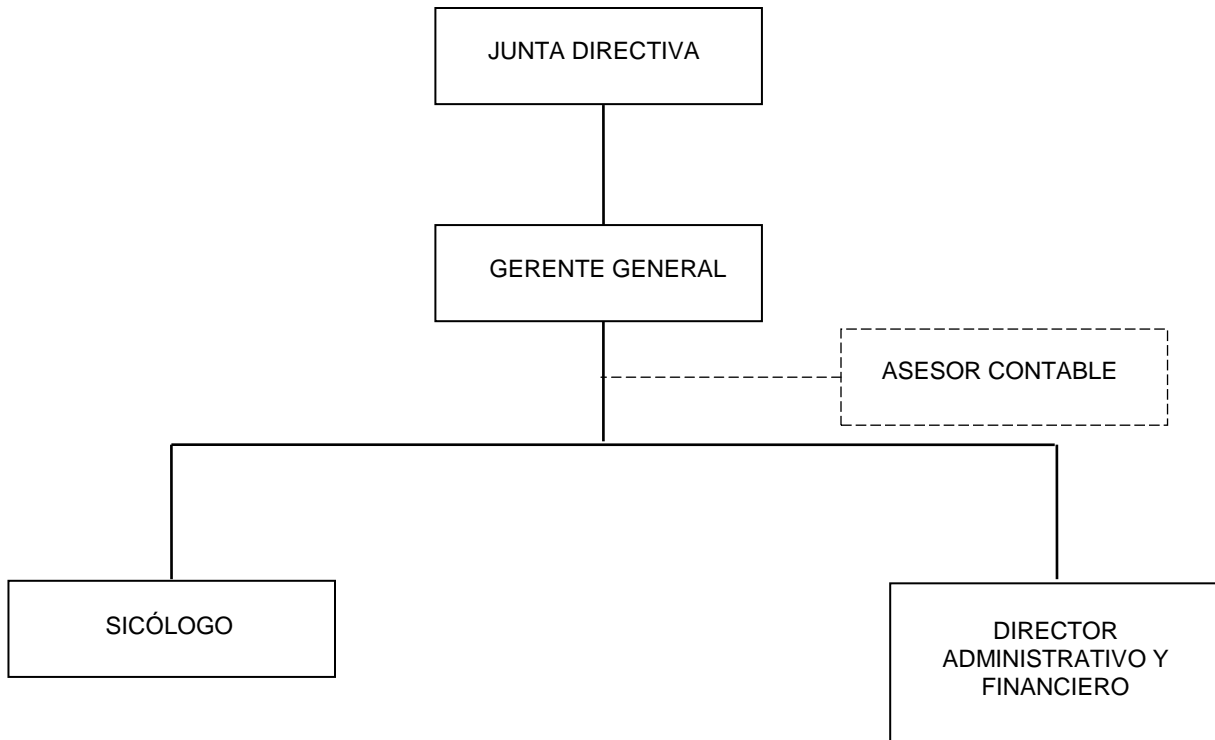 JUNTA DIRECTIVA
GERENTE GENERAL
ASESOR CONTABLE
SICÓLOGO
DIRECTOR
ADMINISTRATIVO Y
FINANCIERO